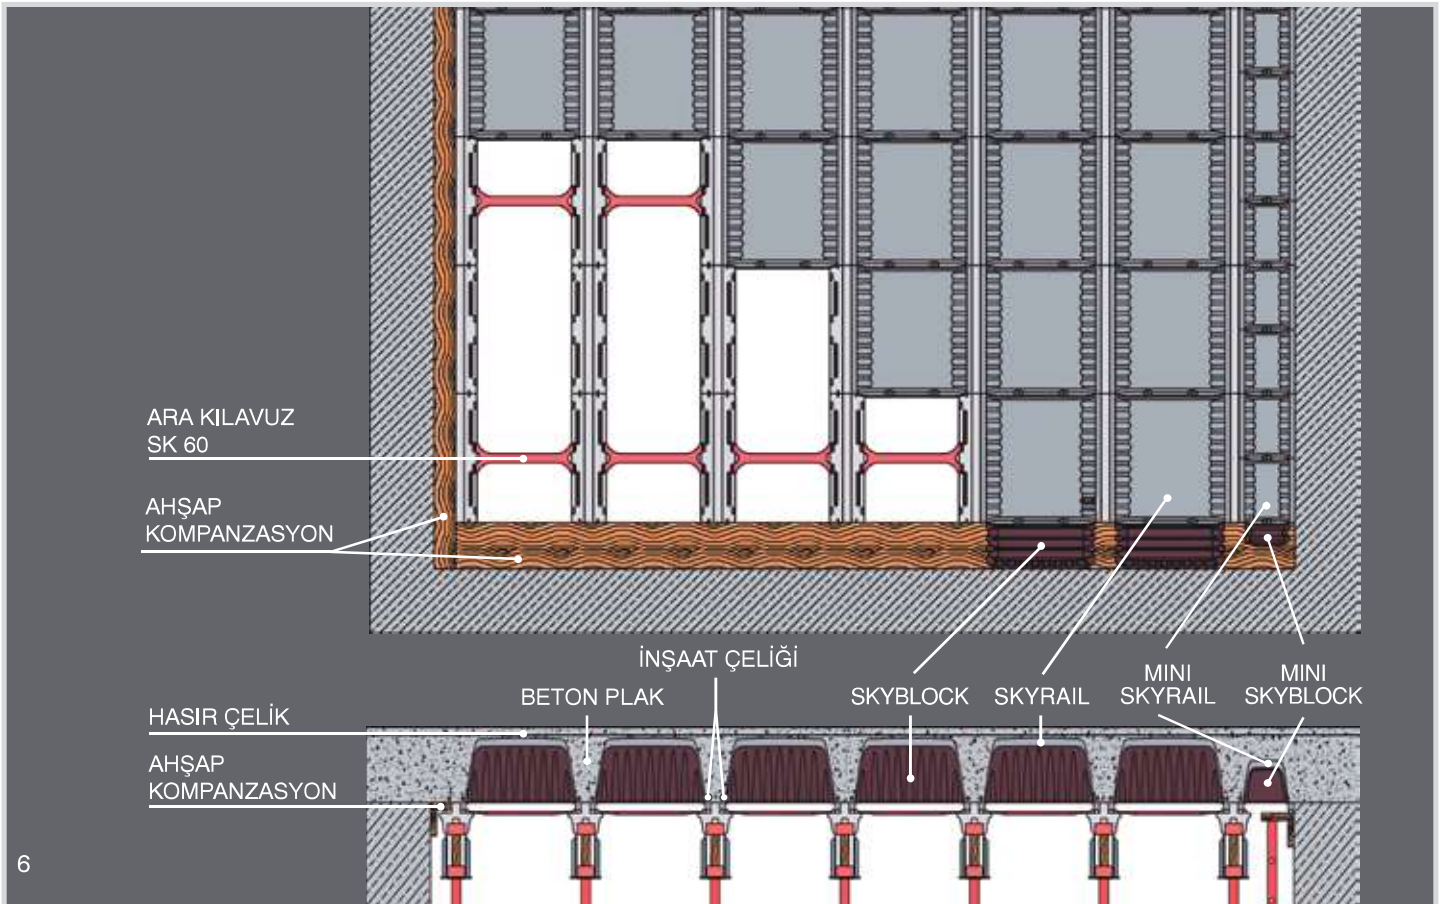 ARA KILAVUZ
SK 60
AHŞAP
KOMPANZASYON
İNŞAAT ÇELİĞİ
BETON PLAK
SKYBLOCK
SKYRAIL
MINI
SKYRAIL
MINI
SKYBLOCK
HASIR ÇELİK
AHŞAP
KOMPANZASYON
6